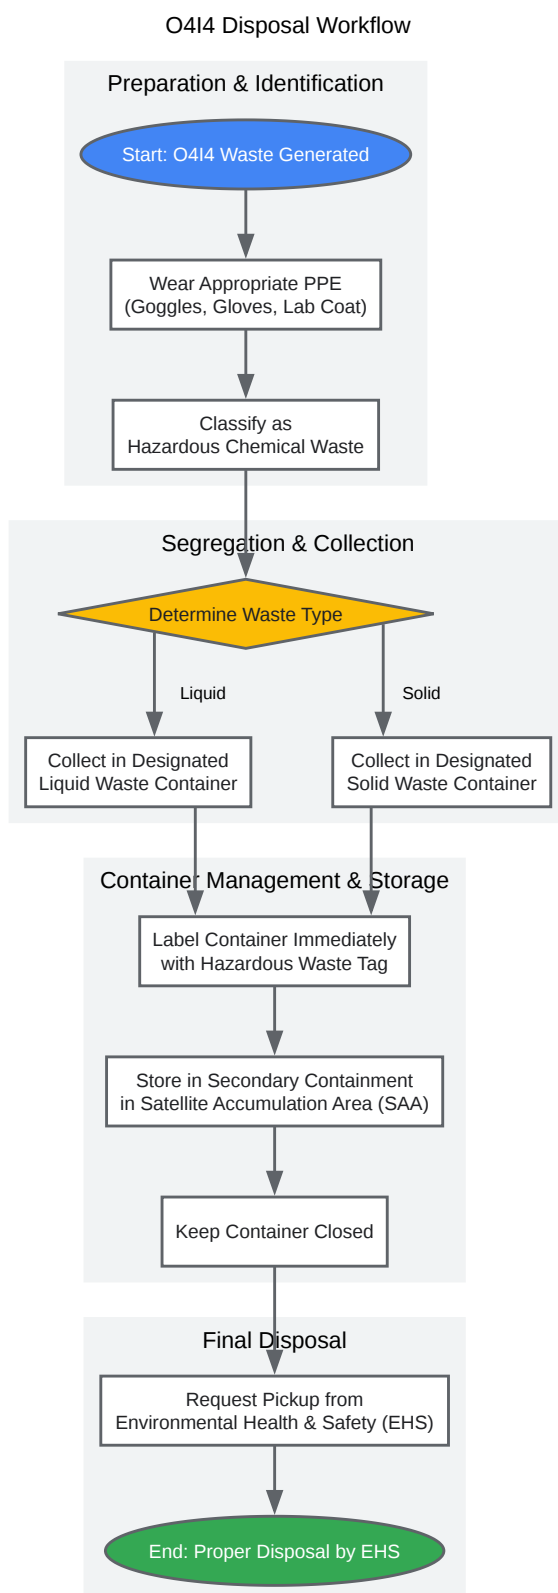 O4I4 Disposal Workflow
Preparation & Identification
Start: O4I4 Waste Generated
Wear Appropriate PPE
(Goggles, Gloves, Lab Coat)
Classify as
Hazardous Chemical Waste
Segregation & Collection
Determine Waste Type
Liquid
Solid
Collect in Designated
Liquid Waste Container
Collect in Designated
Solid Waste Container
Container Management & Storage
Label Container Immediately
with Hazardous Waste Tag
Store in Secondary Containment
in Satellite Accumulation Area (SAA)
Keep Container Closed
Final Disposal
Request Pickup from
Environmental Health & Safety (EHS)
End: Proper Disposal by EHS